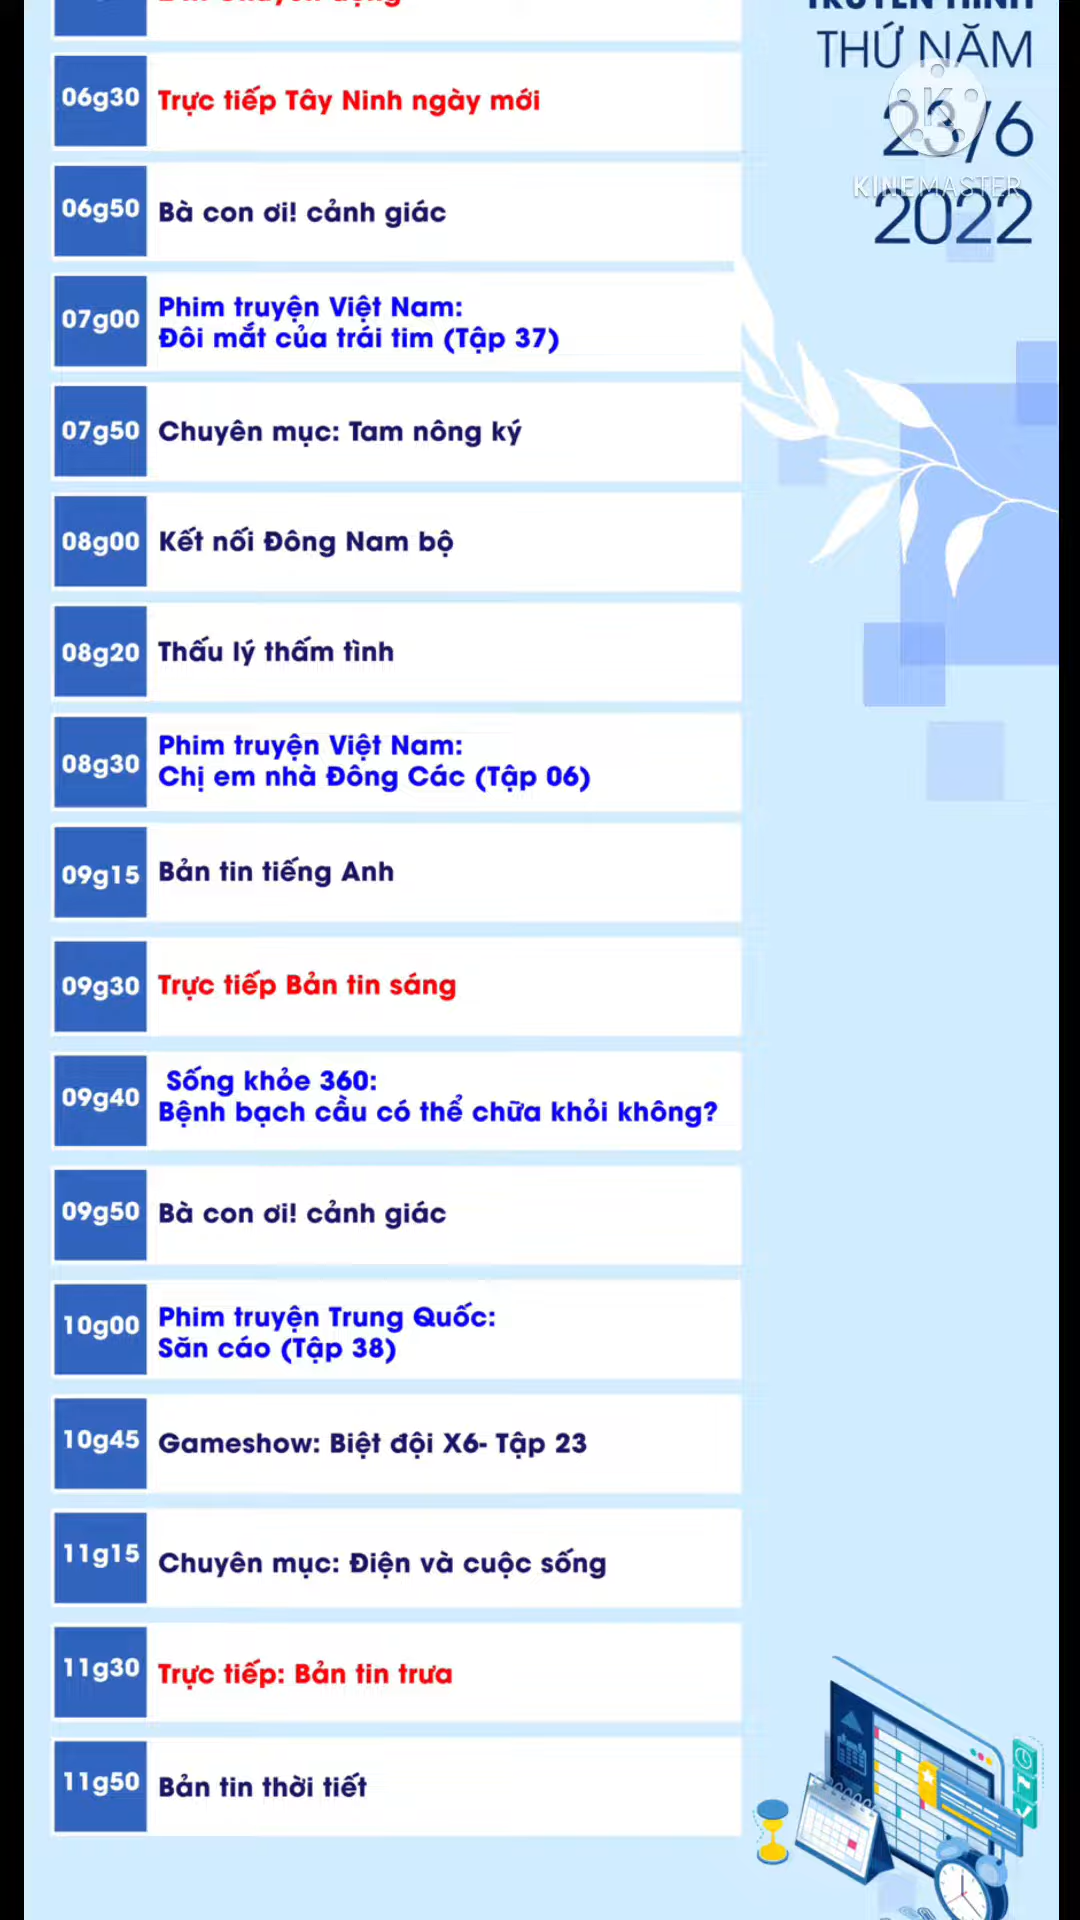 THỨ NĂM
23/6
2022
KINEMASTER
06g30 Trực tiếp Tây Ninh ngày mới
06g50 Bà con ơi! cảnh giác
07g00 Phim truyện Việt Nam:
Đôi mắt của trái tim (Tập 37)
07g50 Chuyên mục: Tam nông ký
08g00 Kết nối Đông Nam bộ
08g20 Thấu lý thấm tình
08g30 Phim truyện Việt Nam:
Chị em nhà Đông Các (Tập 06)
09g15 Bản tin tiếng Anh
09g30 Trực tiếp Bản tin sáng
09g40 Sống khỏe 360:
Bệnh bạch cầu có thể chữa khỏi không?
09g50 Bà con ơi! cảnh giác
10g00 Phim truyện Trung Quốc:
Săn cáo (Tập 38)
10g45 Gameshow: Biệt đội X6- Tập 23
11g15 Chuyên mục: Điện và cuộc sống
11g30 Trực tiếp: Bản tin trưa
11g50 Bản tin thời tiết